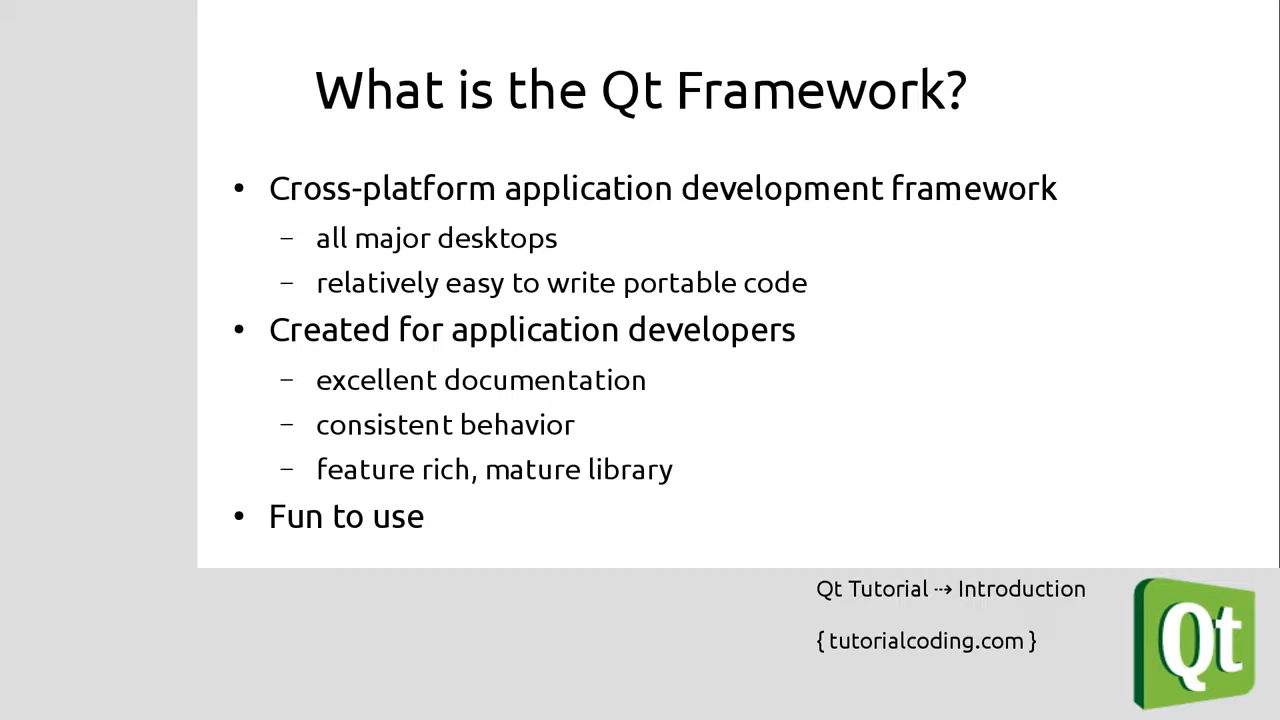 What is the Qt Framework?
• Cross-platform application development framework
– all major desktops
– relatively easy to write portable code
• Created for application developers
– excellent documentation
– consistent behavior
– feature rich, mature library
• Fun to use
Qt Tutorial ⇢ Introduction
{ tutorialcoding.com }
Qt